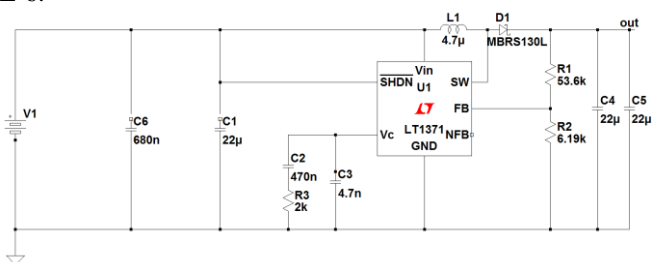 L1
4.7µ
D1
MBRS130L
out
Vin
SHDN
U1
SW
FB
Vc
LT1371
NFB
GND
R1
53.6k
R2
6.19k
C4
22µ
C5
22µ
V1
C6
680n
C1
22µ
C2
470n
R3
2k
C3
4.7n